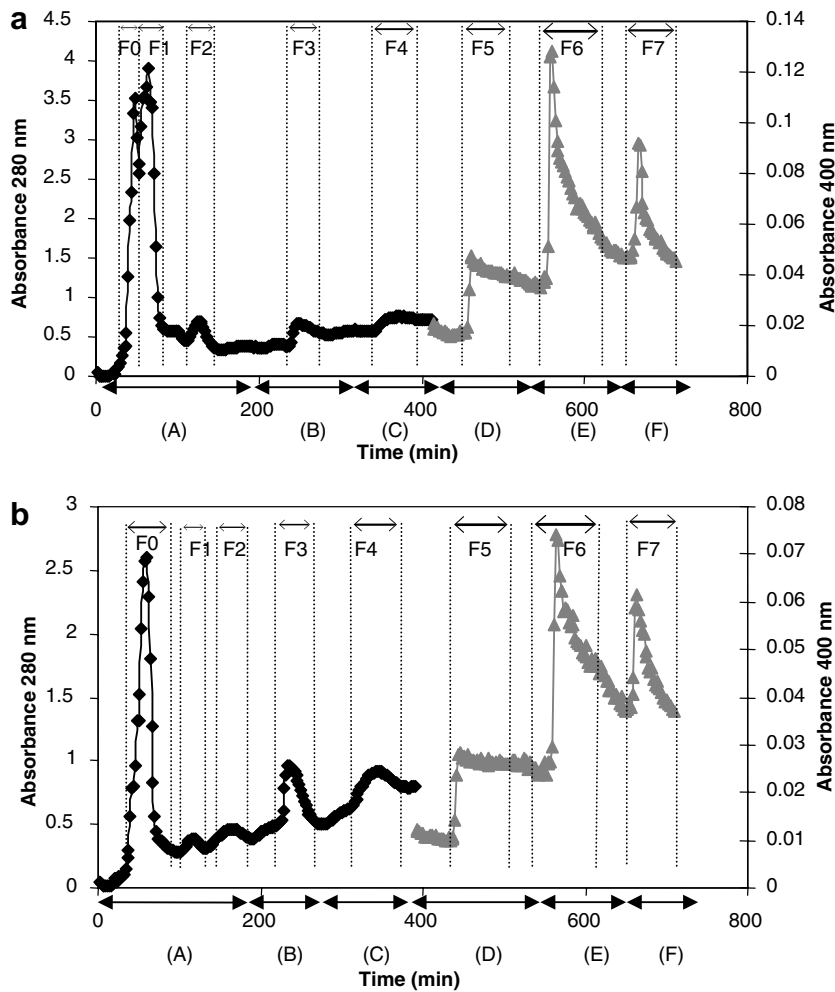 a
4.5
4
3.5
3
2.5
2
1.5
1
0.5
0
Absorbance 280 nm
F0 F1 F2 F3 F4 F5 F6 F7
0.14
0.12
0.1
0.08
0.06
0.04
0.02
0
Absorbance 400 nm
0 200 400 600 800
(A) (B) (C) (D) (E) (F)
Time (min)
b
3
2.5
2
1.5
1
0.5
0
Absorbance 280 nm
F0 F1 F2 F3 F4 F5 F6 F7
0.08
0.07
0.06
0.05
0.04
0.03
0.02
0.01
0
Absorbance 400 nm
0 200 400 600 800
(A) (B) (C) (D) (E) (F)
Time (min)